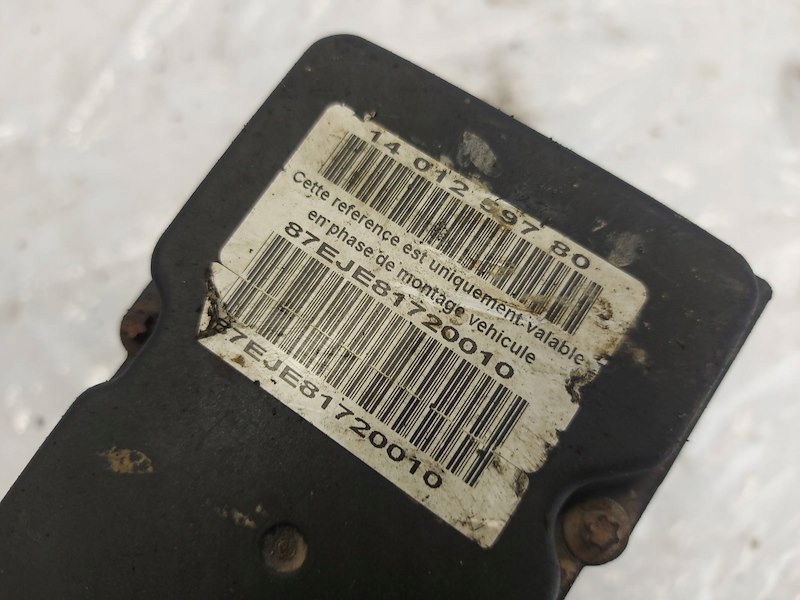 14 012 597 80
Cette reference est uniquement valable
en phase de montage vehicule
87EJE81720010
87EJE81720010